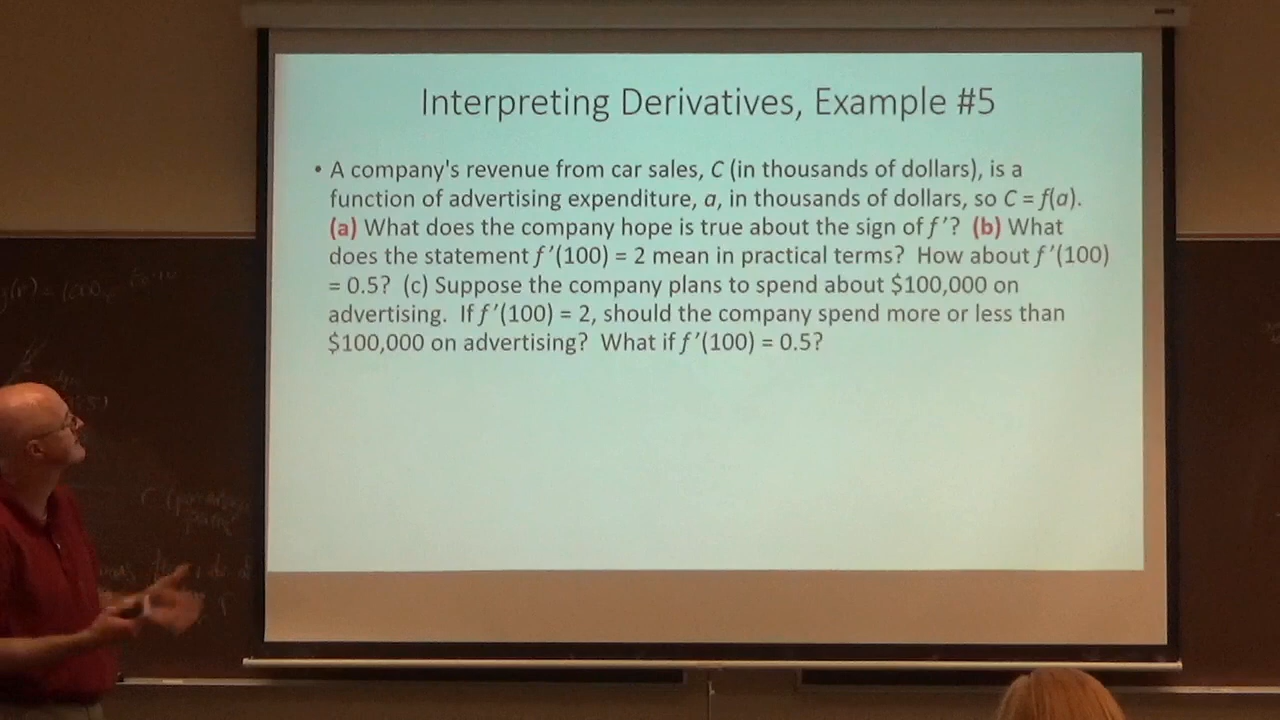 Interpreting Derivatives, Example #5
• A company's revenue from car sales, C (in thousands of dollars), is a
function of advertising expenditure, a, in thousands of dollars, so C = f(a).
(a) What does the company hope is true about the sign of f'? (b) What
does the statement f'(100) = 2 mean in practical terms? How about f'(100)
= 0.5? (c) Suppose the company plans to spend about $100,000 on
advertising. If f'(100) = 2, should the company spend more or less than
$100,000 on advertising? What if f'(100) = 0.5?